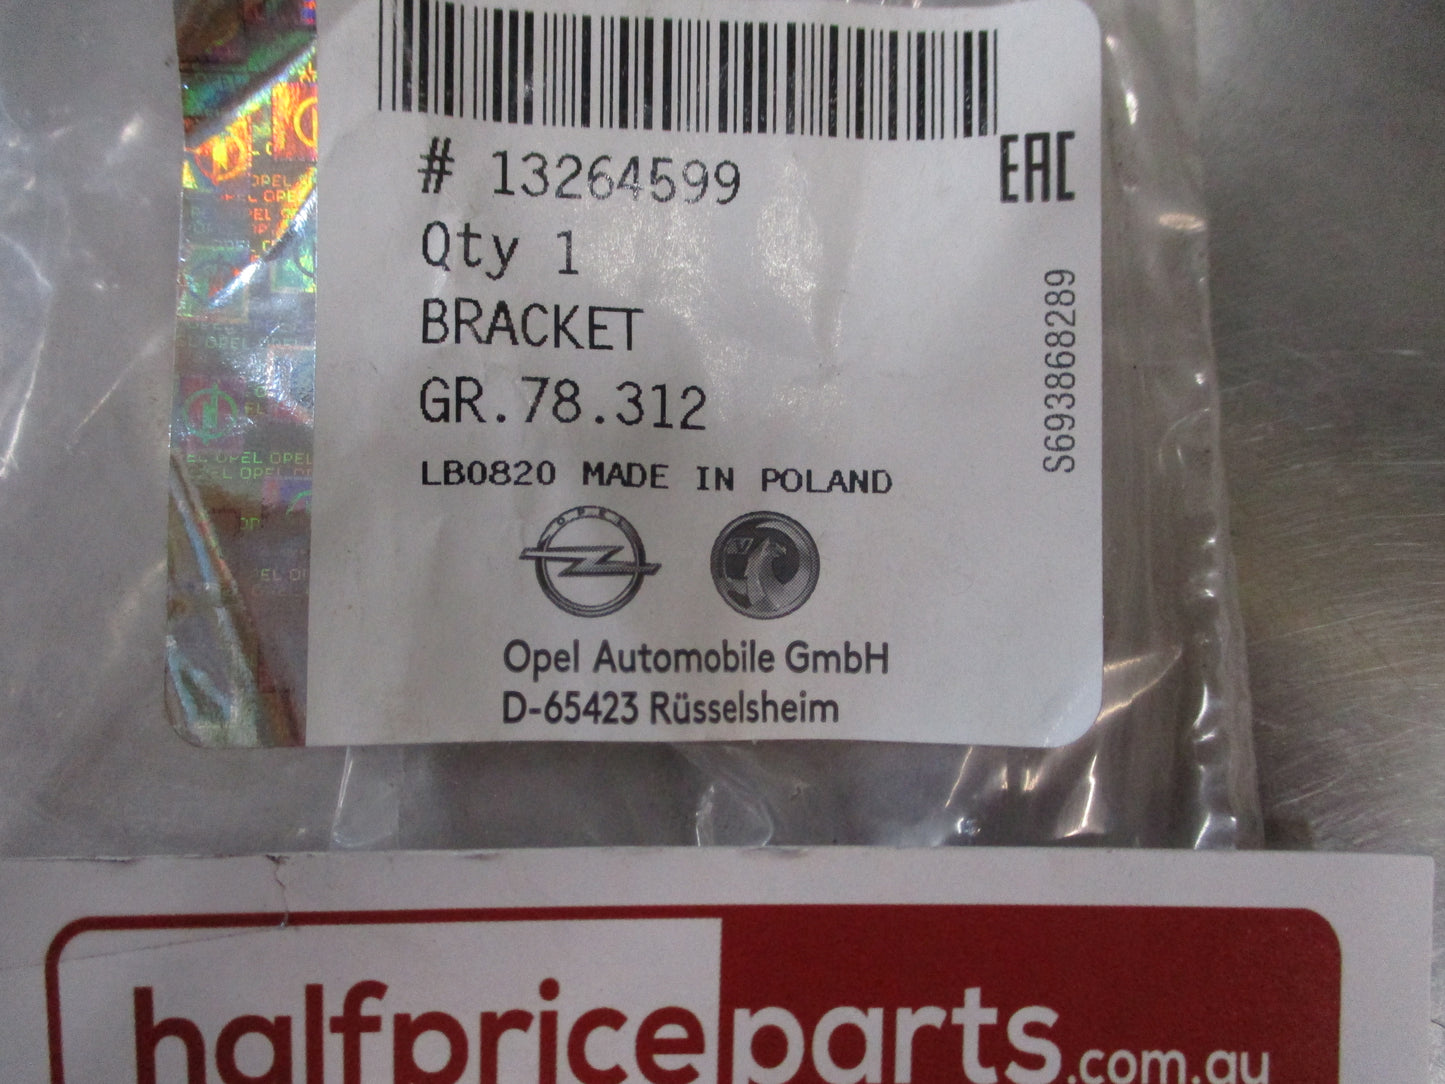 # 13264599
EAC
Qty 1
BRACKET
GR.78.312
LB0820 MADE IN POLAND
S693868289
OPEL
Opel Automobile GmbH
D-65423 Rüsselsheim
halfpriceparts.com.au